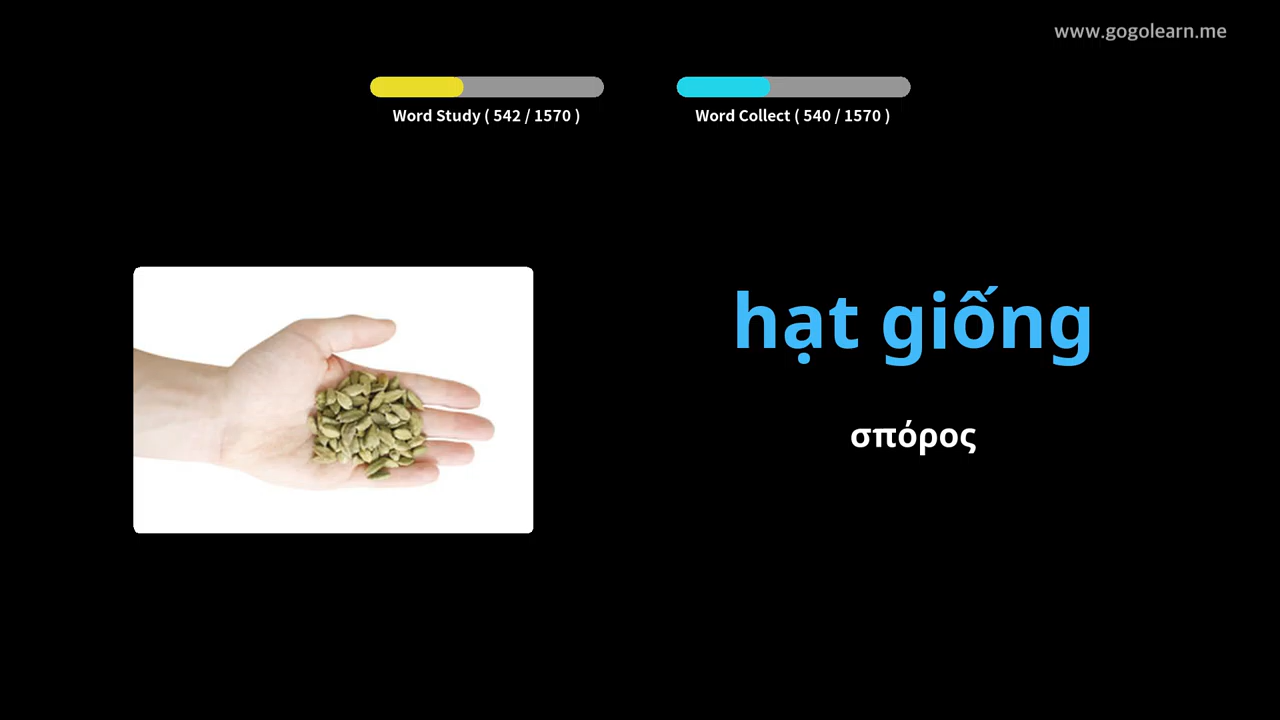 www.gogolearn.me
Word Study ( 542 / 1570 )
Word Collect ( 540 / 1570 )
hạt giống
σπόρος